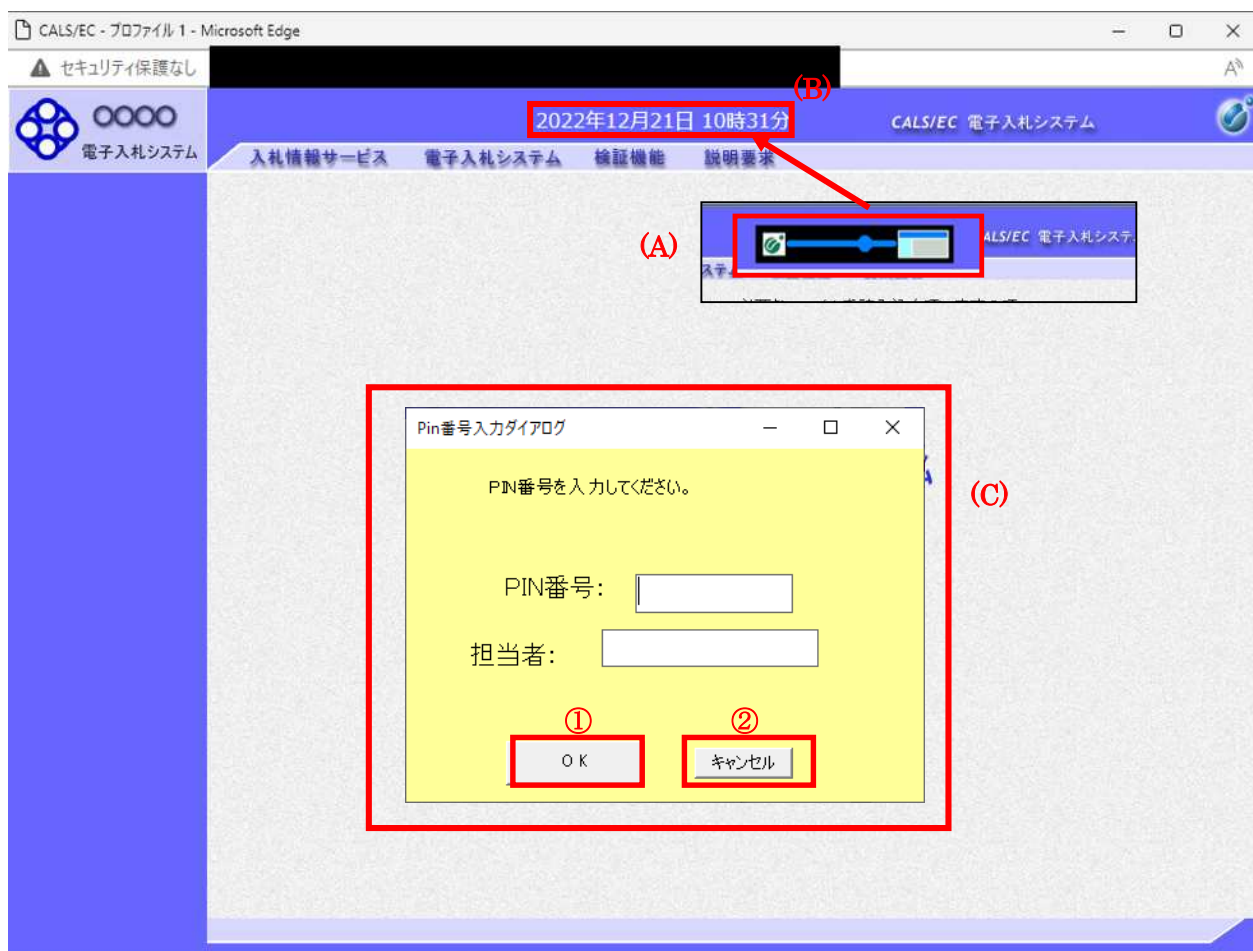 CALS/EC - プロファイル 1 - Microsoft Edge
セキュリティ保護なし
(B)
〇〇〇〇
電子入札システム
2022年12月21日 10時31分
CALS/EC 電子入札システム
入札情報サービス 電子入札システム 検証機能 説明要求
(A)
ALS/EC 電子入札システ
ステム
Pin番号入力ダイアログ
PIN番号を入力してください。
(C)
PIN番号:
担当者:
① ②
OK キャンセル